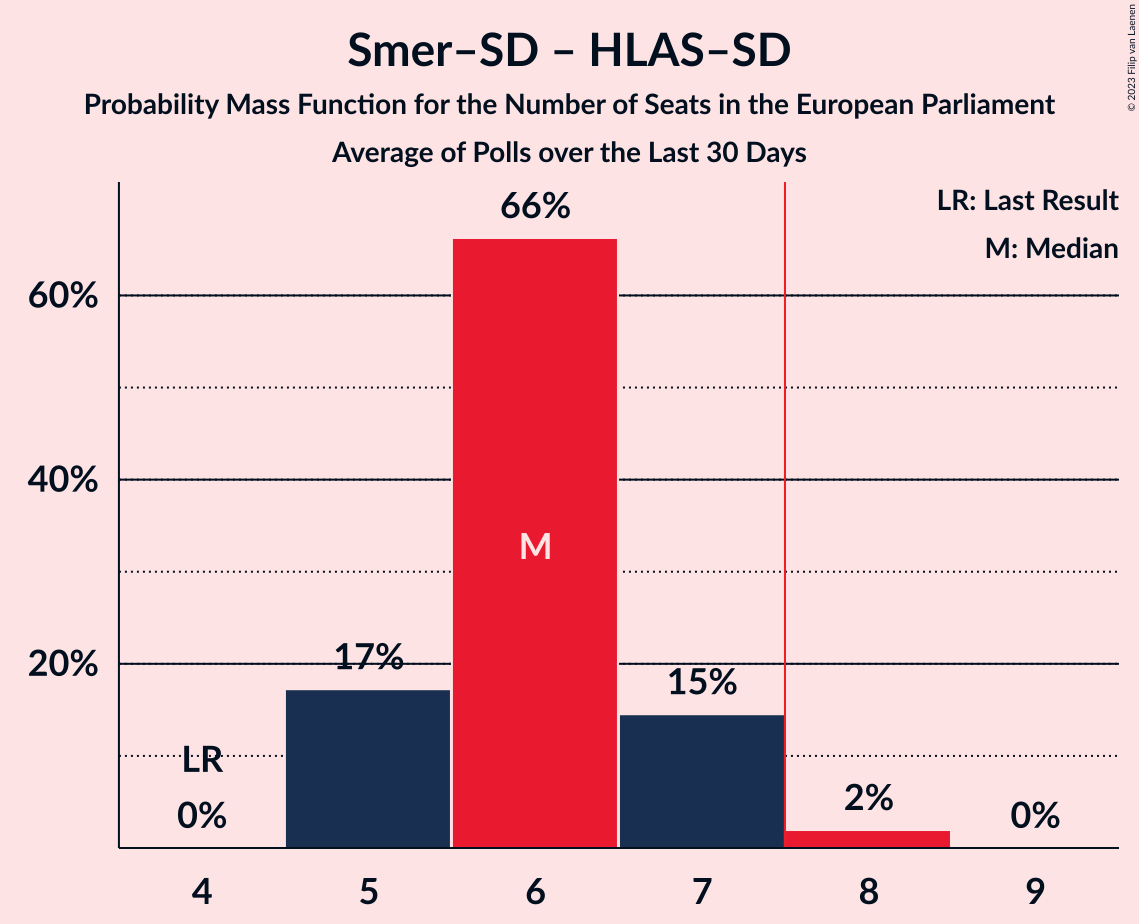 Smer–SD – HLAS–SD
Probability Mass Function for the Number of Seats in the European Parliament
Average of Polls over the Last 30 Days
© 2023 Filip van Laenen
LR: Last Result
M: Median
66%
60%
M
40%
17%
20%
15%
LR
0%
2%
0%
4 5 6 7 8 9